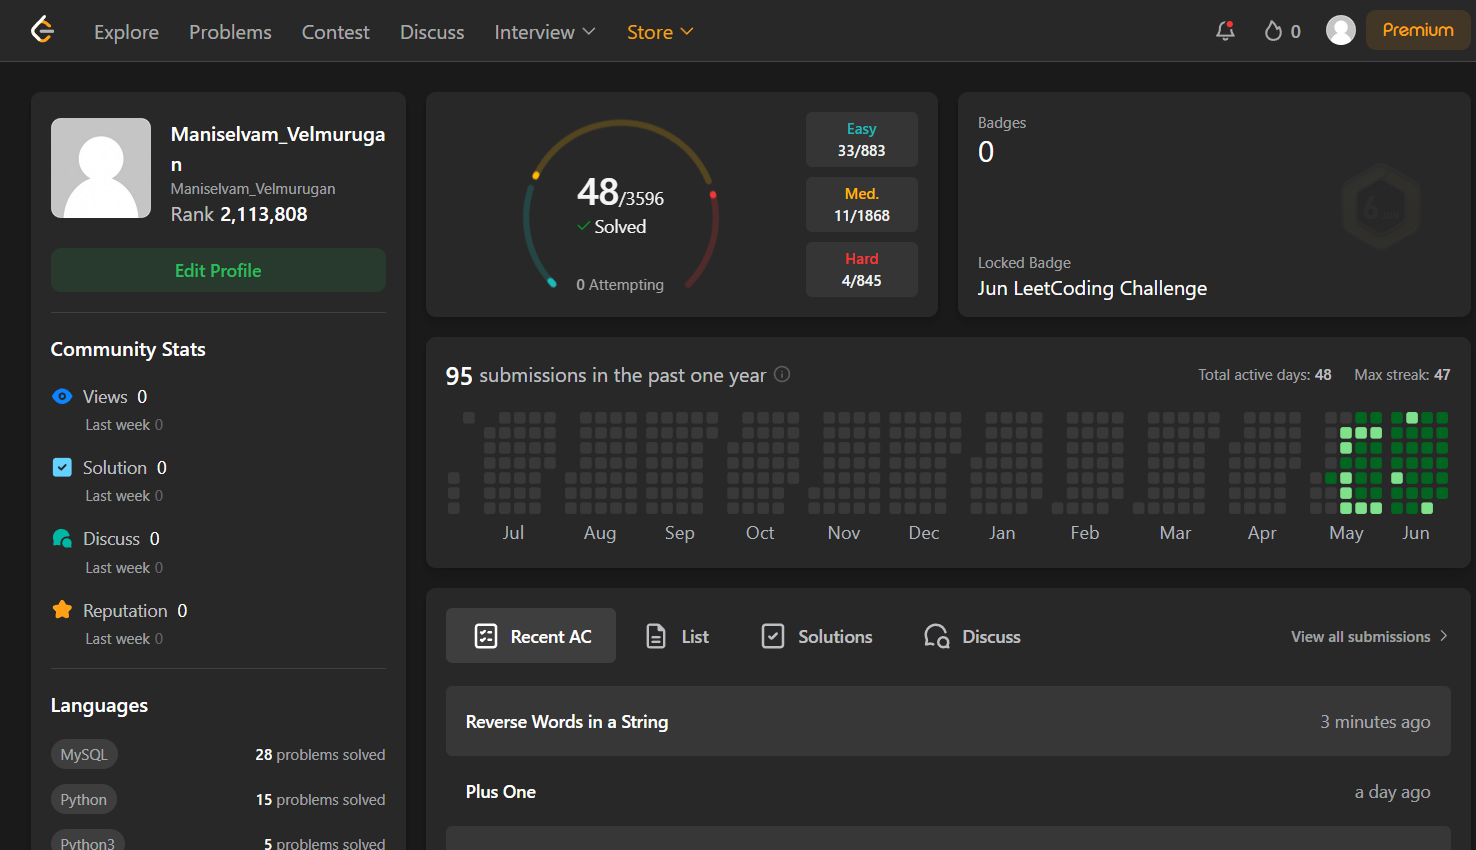 Explore Problems Contest Discuss Interview Store 0 Premium
Maniselvam_Velmuruga
n
Maniselvam_Velmurugan
Rank 2,113,808
Edit Profile
Community Stats
Views 0
Last week 0
Solution 0
Last week 0
Discuss 0
Last week 0
Reputation 0
Last week 0
Languages
MySQL 28 problems solved
Python 15 problems solved
Python3 5 problems solved
48/3596
Solved
0 Attempting
Easy
33/883
Med.
11/1868
Hard
4/845
Badges
0
6 JUN
Locked Badge
Jun LeetCoding Challenge
95 submissions in the past one year
Total active days: 48 Max streak: 47
Jul Aug Sep Oct Nov Dec Jan Feb Mar Apr May Jun
Recent AC List Solutions Discuss View all submissions
Reverse Words in a String 3 minutes ago
Plus One a day ago